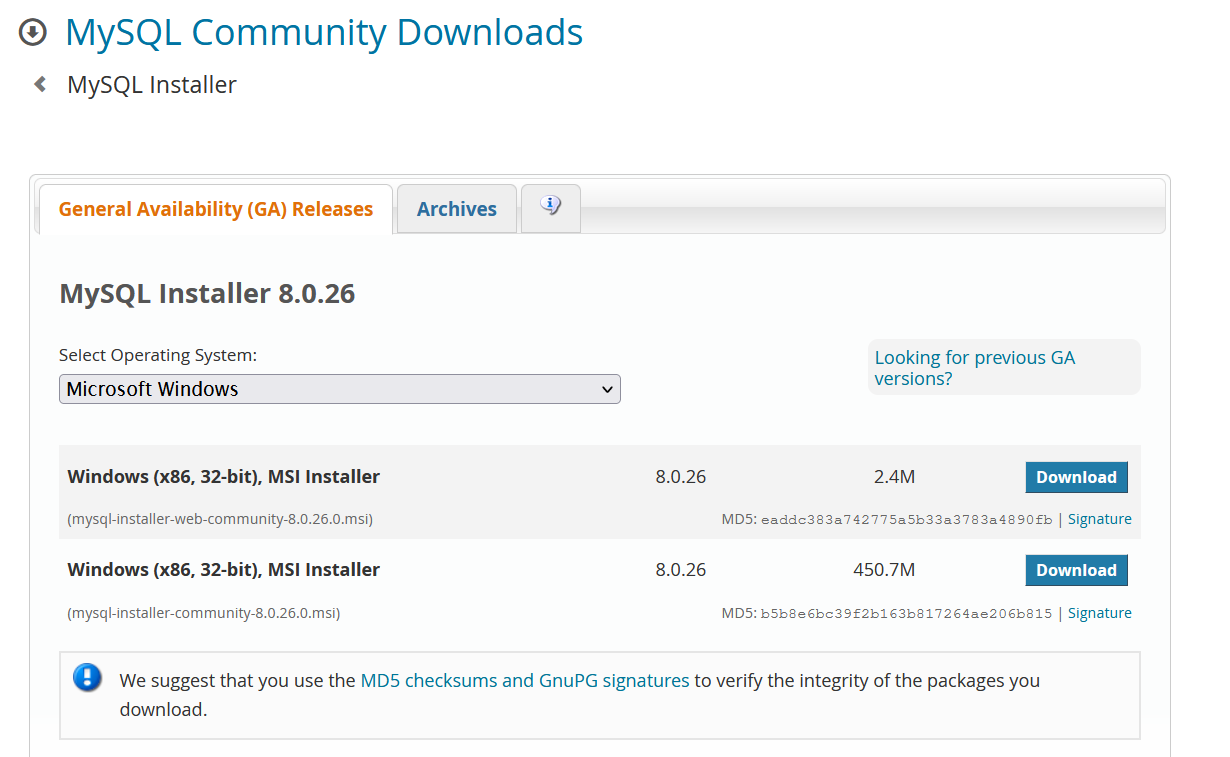 MySQL Community Downloads
MySQL Installer
General Availability (GA) Releases
Archives
MySQL Installer 8.0.26
Select Operating System:
Microsoft Windows
Looking for previous GA
versions?
Windows (x86, 32-bit), MSI Installer 8.0.26 2.4M Download
(mysql-installer-web-community-8.0.26.0.msi) MD5: eaddc383a742775a5b33a3783a4890fb | Signature
Windows (x86, 32-bit), MSI Installer 8.0.26 450.7M Download
(mysql-installer-community-8.0.26.0.msi) MD5: b5b8e6bc39f2b163b817264ae206b815 | Signature
We suggest that you use the MD5 checksums and GnuPG signatures to verify the integrity of the packages you
download.